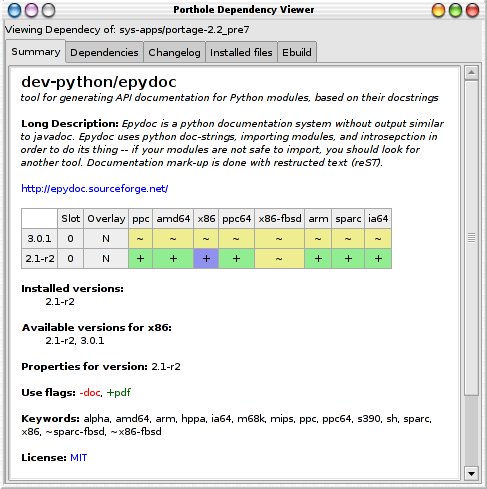 Porthole Dependency Viewer
Viewing Dependecy of: sys-apps/portage-2.2_pre7
Summary Dependencies Changelog Installed files Ebuild
dev-python/epydoc
tool for generating API documentation for Python modules, based on their docstrings
Long Description: Epydoc is a python documentation system without output similar
to javadoc. Epydoc uses python doc-strings, importing modules, and introsepction in
order to do its thing -- if your modules are not safe to import, you should look for
another tool. Documentation mark-up is done with restructed text (reST).
http://epydoc.sourceforge.net/
Slot Overlay ppc amd64 x86 ppc64 x86-fbsd arm sparc ia64
3.0.1 0 N ~ ~ ~ ~ ~ ~ ~ ~
2.1-r2 0 N + + + + ~ + + +
Installed versions:
2.1-r2
Available versions for x86:
2.1-r2, 3.0.1
Properties for version: 2.1-r2
Use flags: -doc, +pdf
Keywords: alpha, amd64, arm, hppa, ia64, m68k, mips, ppc, ppc64, s390, sh, sparc,
x86, ~sparc-fbsd, ~x86-fbsd
License: MIT